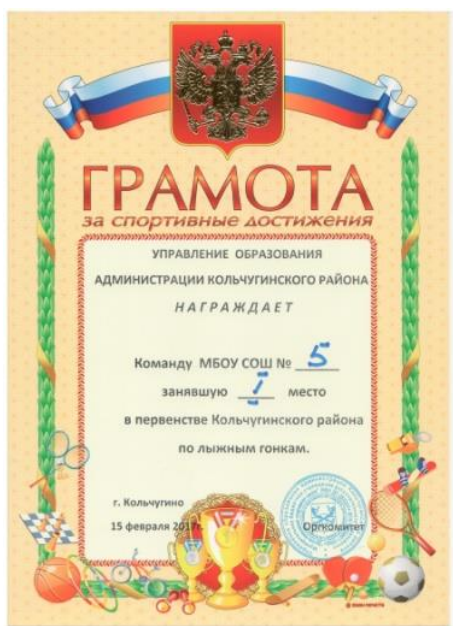 ГРАМОТА
за спортивные достижения
УПРАВЛЕНИЕ ОБРАЗОВАНИЯ
АДМИНИСТРАЦИИ КОЛЬЧУГИНСКОГО РАЙОНА
НАГРАЖДАЕТ
Команду МБОУ СОШ № 5
занявшую I место
в первенстве Кольчугинского района
по лыжным гонкам.
г. Кольчугино
15 февраля 2017г. Оргкомитет